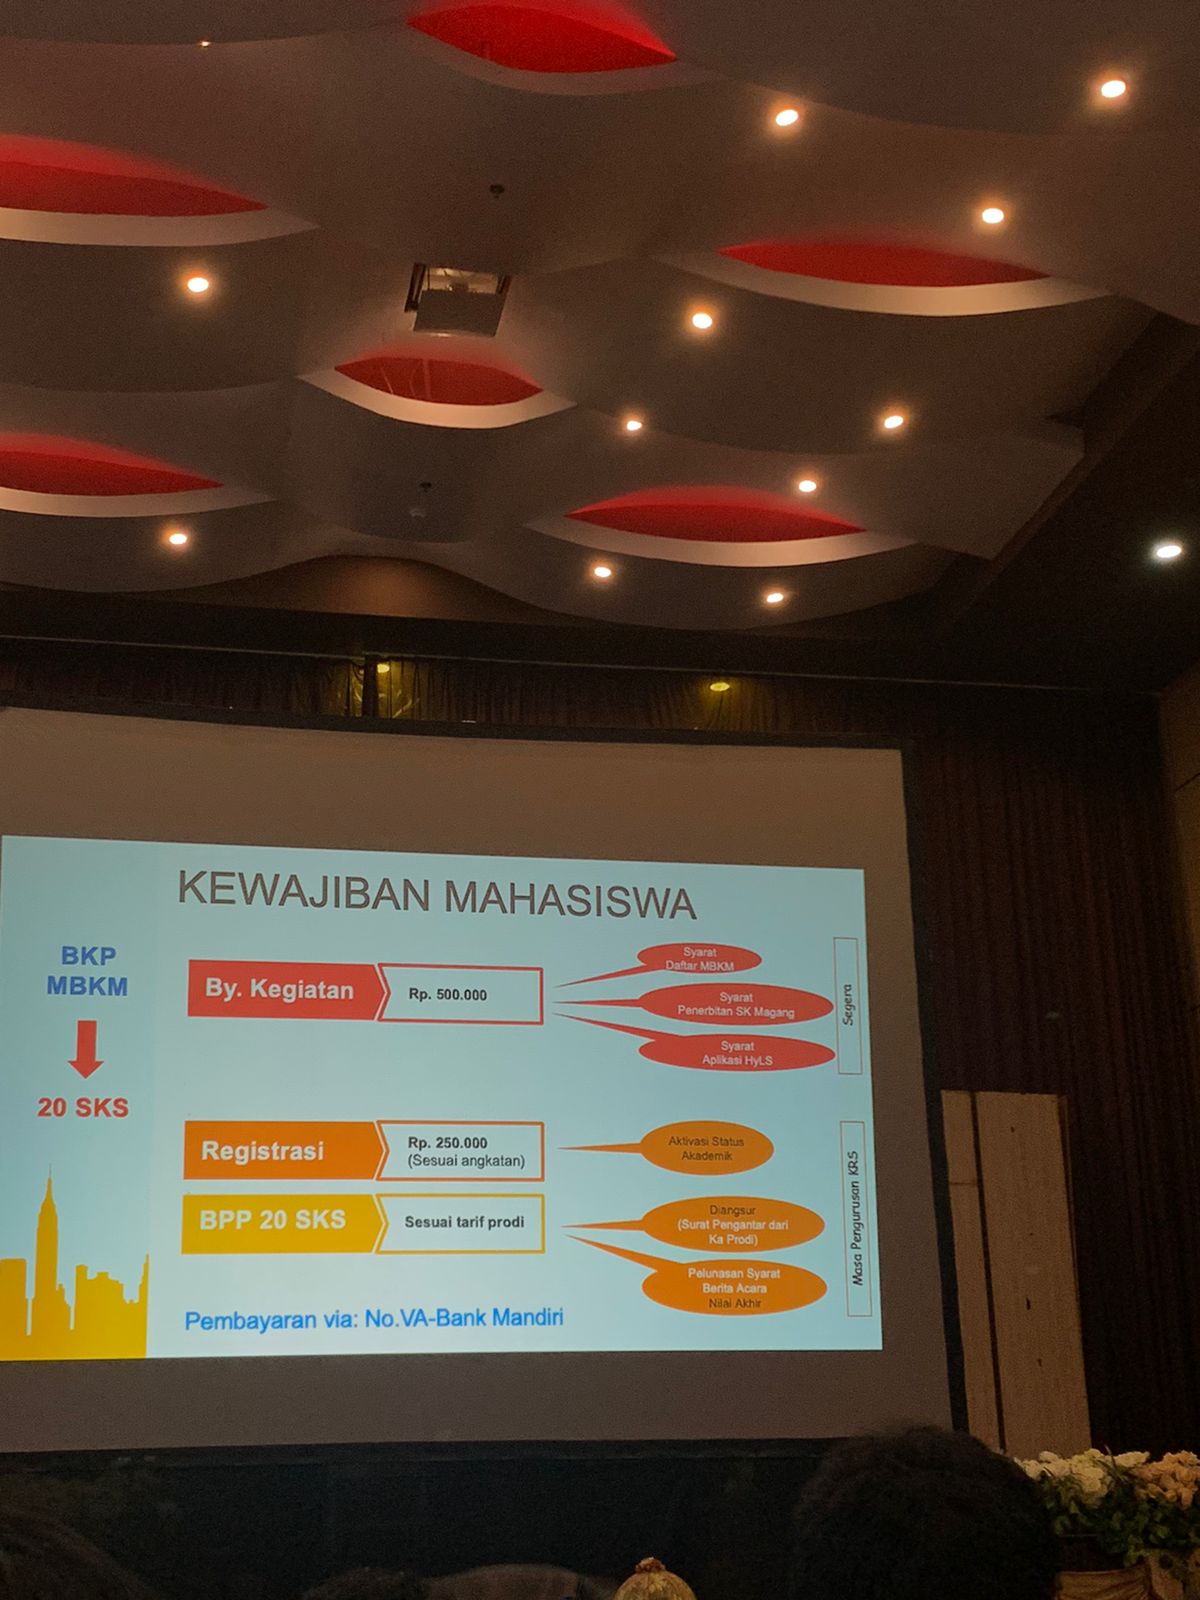 KEWAJIBAN MAHASISWA
BKP
MBKM
20 SKS
By. Kegiatan
Rp. 500.000
Syarat
Daftar MBKM
Syarat
Penerbitan SK Magang
Syarat
Aplikasi HyLS
Segera
Registrasi
Rp. 250.000
(Sesuai angkatan)
Aktivasi Status
Akademik
BPP 20 SKS
Sesuai tarif prodi
Diangsur
(Surat Pengantar dari
Ka Prodi)
Pelunasan Syarat
Berita Acara
Nilai Akhir
Masa Pengurusan KRS
Pembayaran via: No.VA-Bank Mandiri